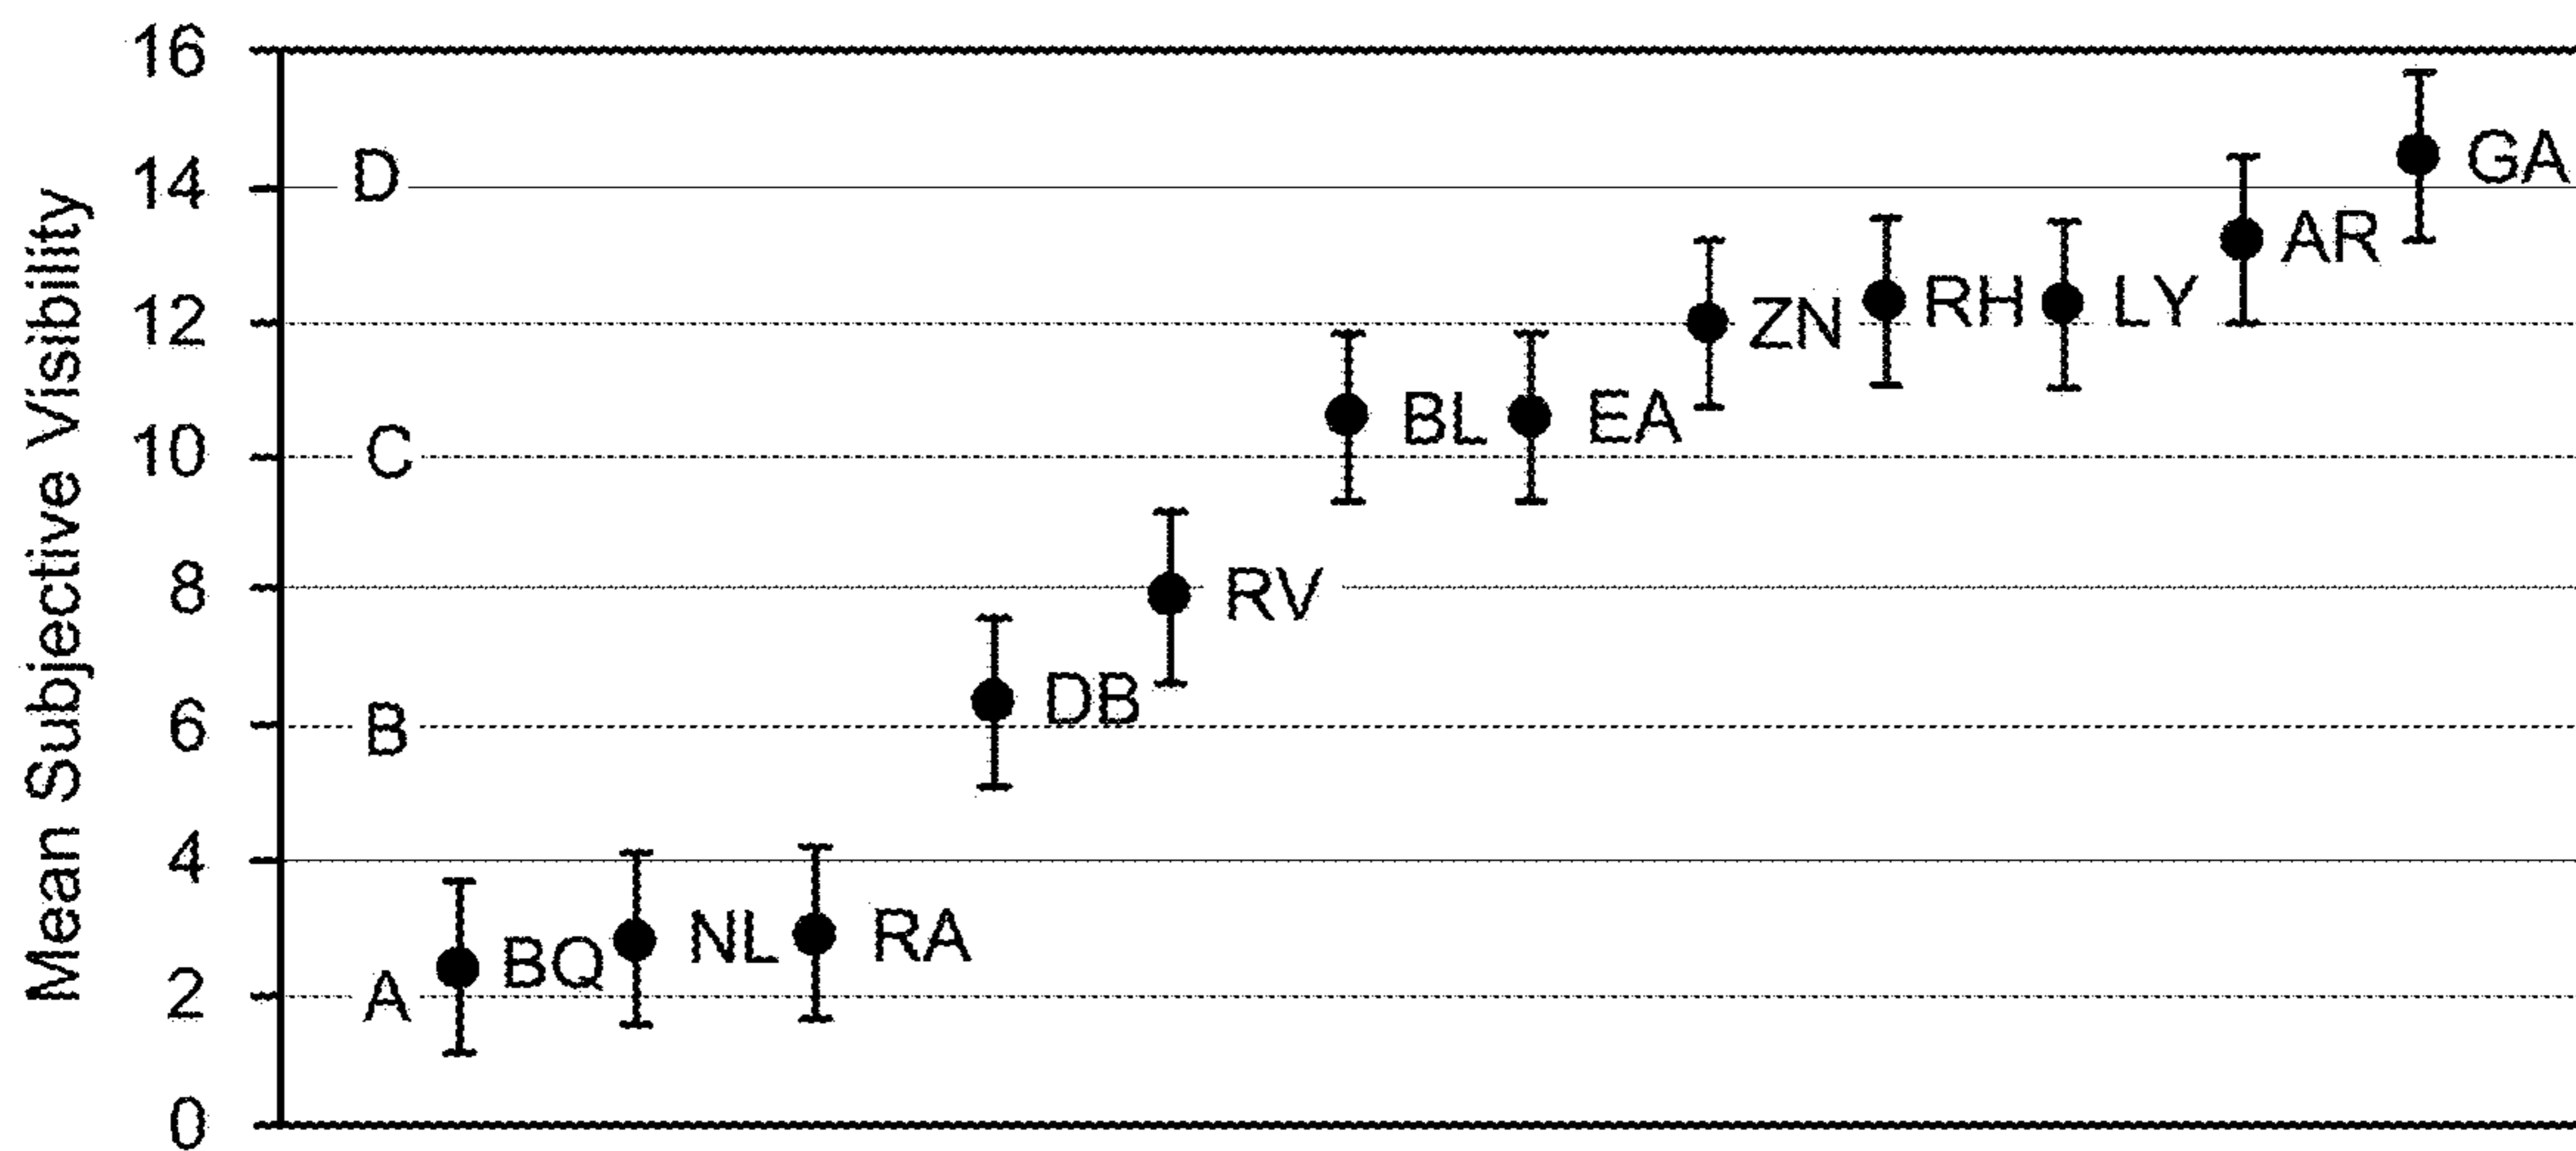 Mean Subjective Visibility
16
14
12
10
8
6
4
2
0
D
C
B
A
BQ
NL
RA
DB
RV
BL
EA
ZN
RH
LY
AR
GA